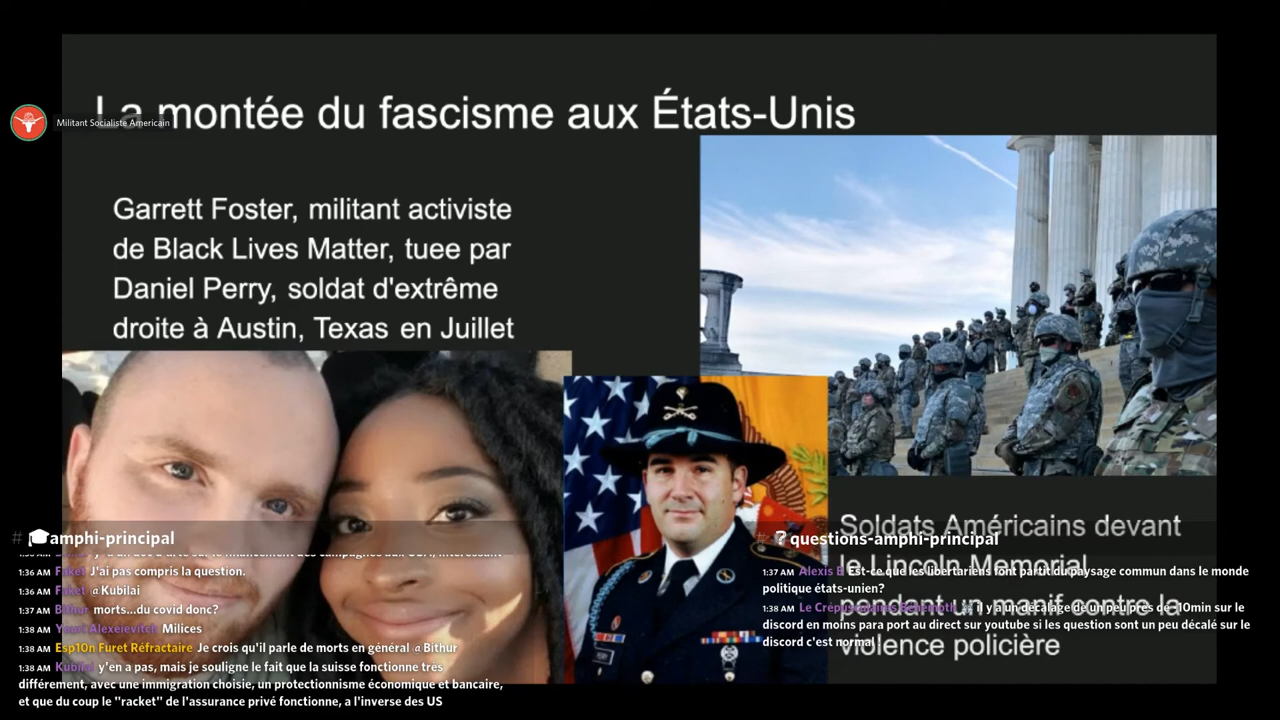 La montée du fascisme aux États-Unis
Militant Socialiste Americain
Garrett Foster, militant activiste
de Black Lives Matter, tuee par
Daniel Perry, soldat d'extrême
droite à Austin, Texas en Juillet
Soldats Américains devant
le Lincoln Memorial
pendant un manif contre la
violence policière
# 🎓amphi-principal
1:36 AM J'ai pas compris la question.
1:36 AM @Kubilai
1:37 AM Bithur morts...du covid donc?
1:38 AM Youri Alexeïevitch Milices
1:38 AM Esp10n Furet Réfractaire Je crois qu'il parle de morts en général @Bithur
1:38 AM Kubilai y'en a pas, mais je souligne le fait que la suisse fonctionne tres
différement, avec une immigration choisie, un protectionnisme économique et bancaire,
et que du coup le "racket" de l'assurance privé fonctionne, a l'inverse des US
# ❔questions-amphi-principal
1:37 AM Alexis B Est-ce que les libertariens font partit du paysage commun dans le monde
politique états-unien?
1:38 AM Le Crépusculaires Béhémoth il y a un décalage de un peu pres de 10min sur le
discord en moins para port au direct sur youtube si les question sont un peu décalé sur le
discord c'est normal !